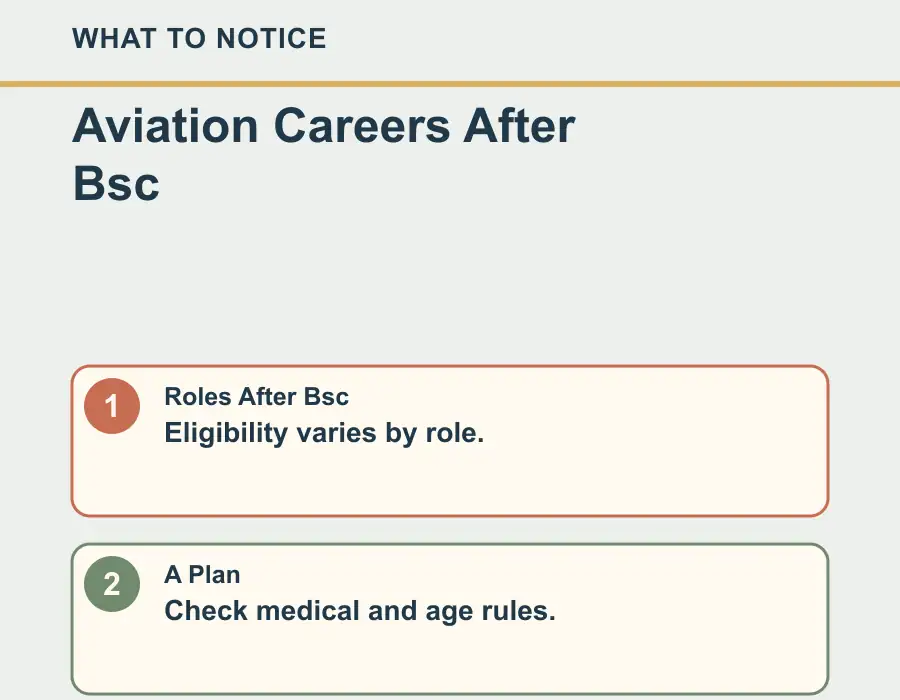 WHAT TO NOTICE
Aviation Careers After
Bsc
1
Roles After Bsc
Eligibility varies by role.
2
A Plan
Check medical and age rules.